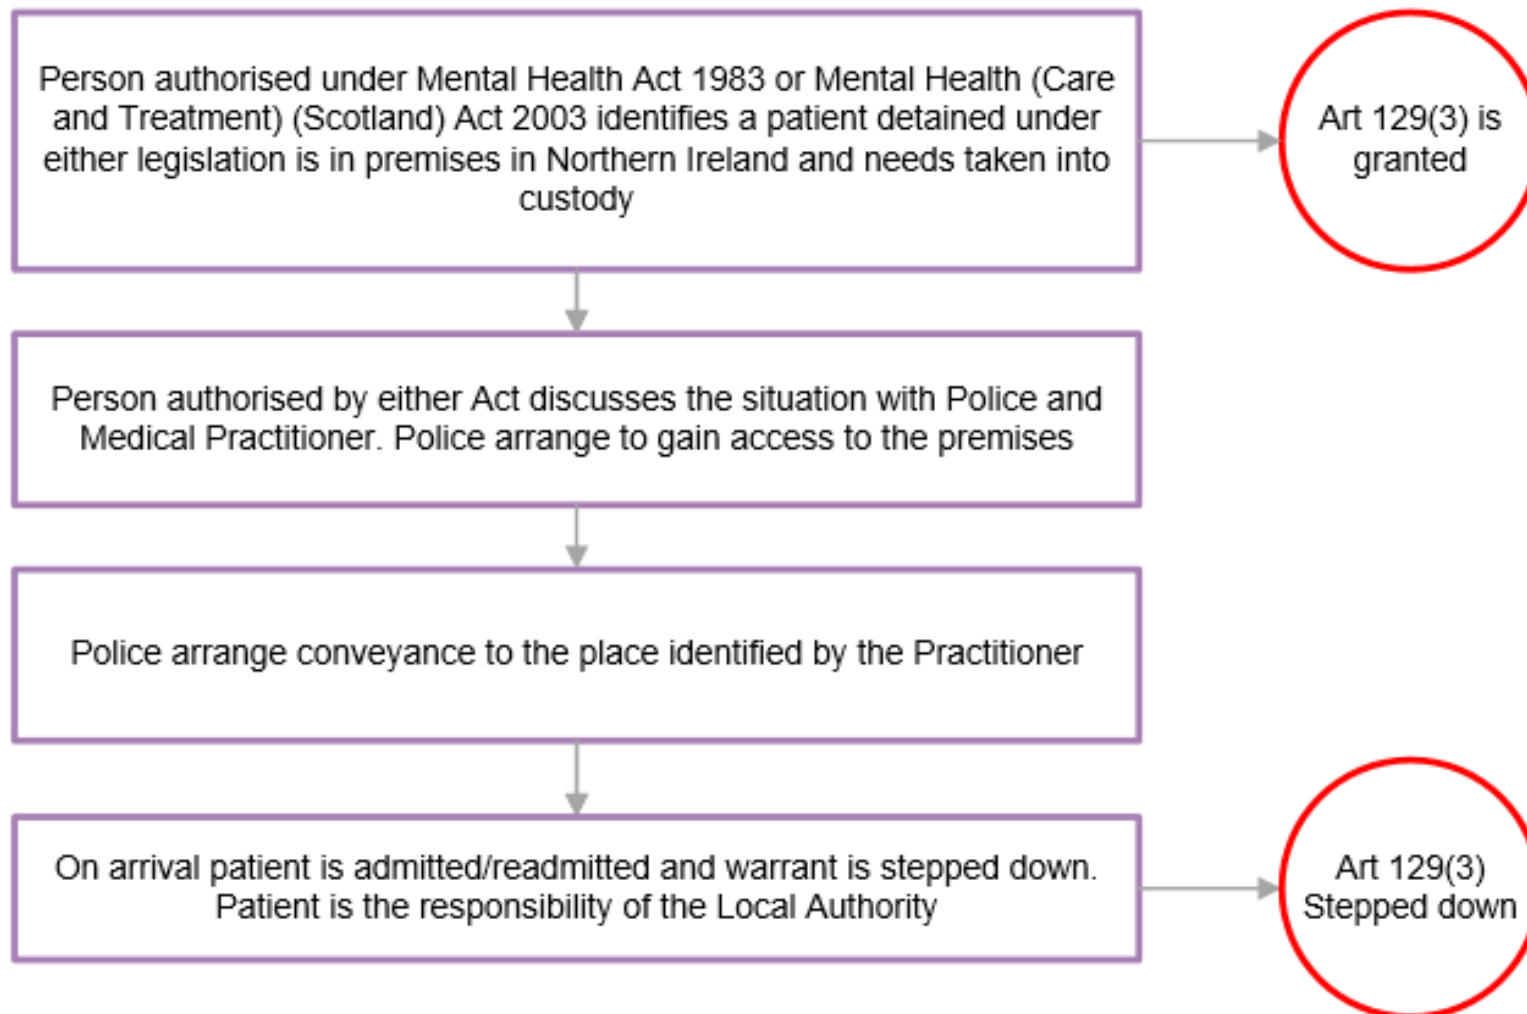 Person authorised under Mental Health Act 1983 or Mental Health (Care
and Treatment) (Scotland) Act 2003 identifies a patient detained under
either legislation is in premises in Northern Ireland and needs taken into
custody
Art 129(3) is
granted
Person authorised by either Act discusses the situation with Police and
Medical Practitioner. Police arrange to gain access to the premises
Police arrange conveyance to the place identified by the Practitioner
On arrival patient is admitted/readmitted and warrant is stepped down.
Patient is the responsibility of the Local Authority
Art 129(3)
Stepped down